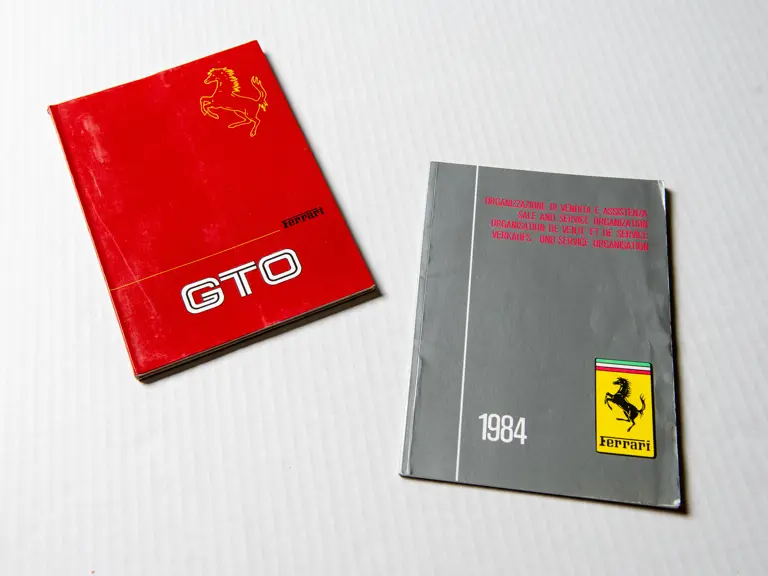 Ferrari
GTO
ORGANIZZAZIONE DI VENDITA E ASSISTENZA
SALE AND SERVICE ORGANIZATION
ORGANISATION DE VENTE ET DE SERVICE
VERKAUFS- UND SERVICE ORGANISATION
1984
Ferrari